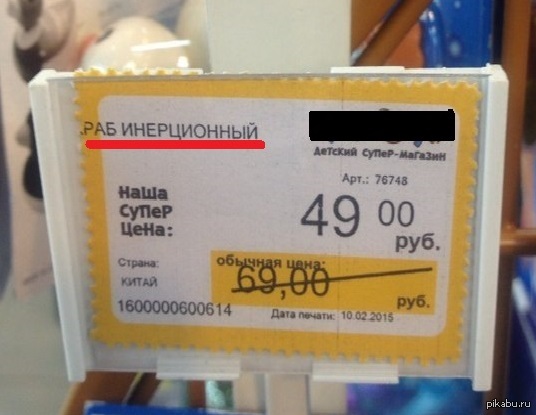 РАБ ИНЕРЦИОННЫЙ
детский супер-магазин
Арт.: 76748
наша
супер
цена:
49 00
руб.
обычная цена:
69,00
руб.
Страна:
КИТАЙ
1600000600614
Дата печати: 10.02.2015
pikabu.ru